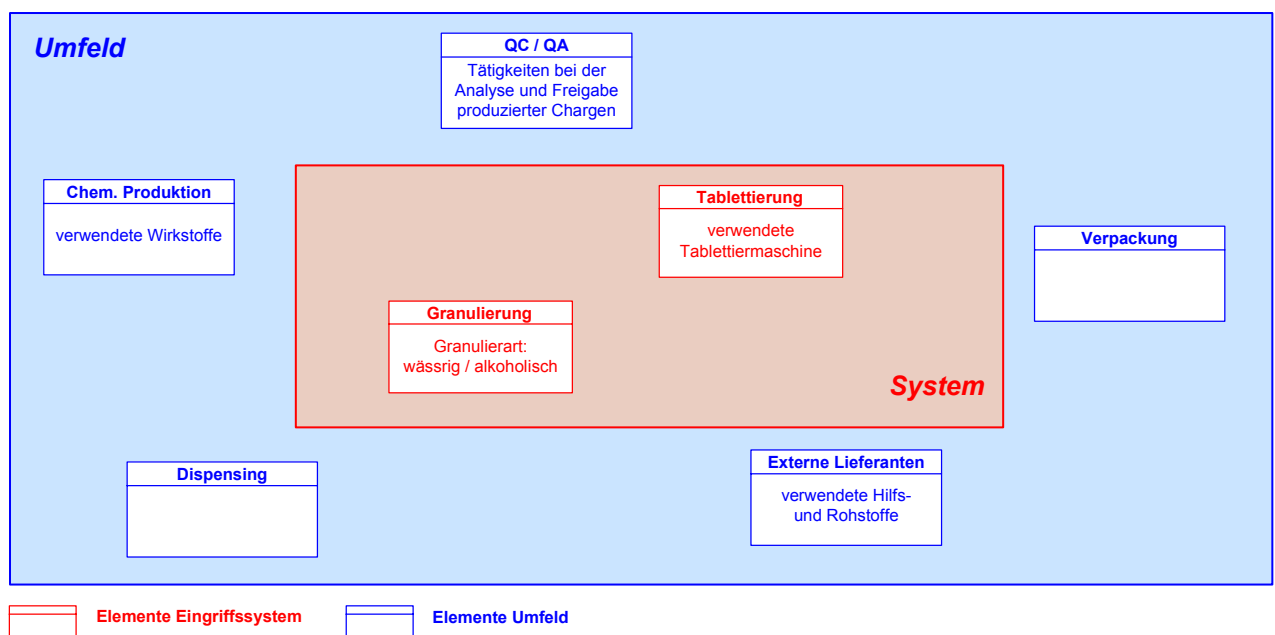 Umfeld
QC / QA
Tätigkeiten bei der
Analyse und Freigabe
produzierter Chargen
Chem. Produktion
verwendete Wirkstoffe
Tablettierung
verwendete
Tablettiermaschine
Verpackung
Granulierung
Granulierart:
wässrig / alkoholisch
System
Dispensing
Externe Lieferanten
verwendete Hilfs-
und Rohstoffe
Elemente Eingriffssystem
Elemente Umfeld